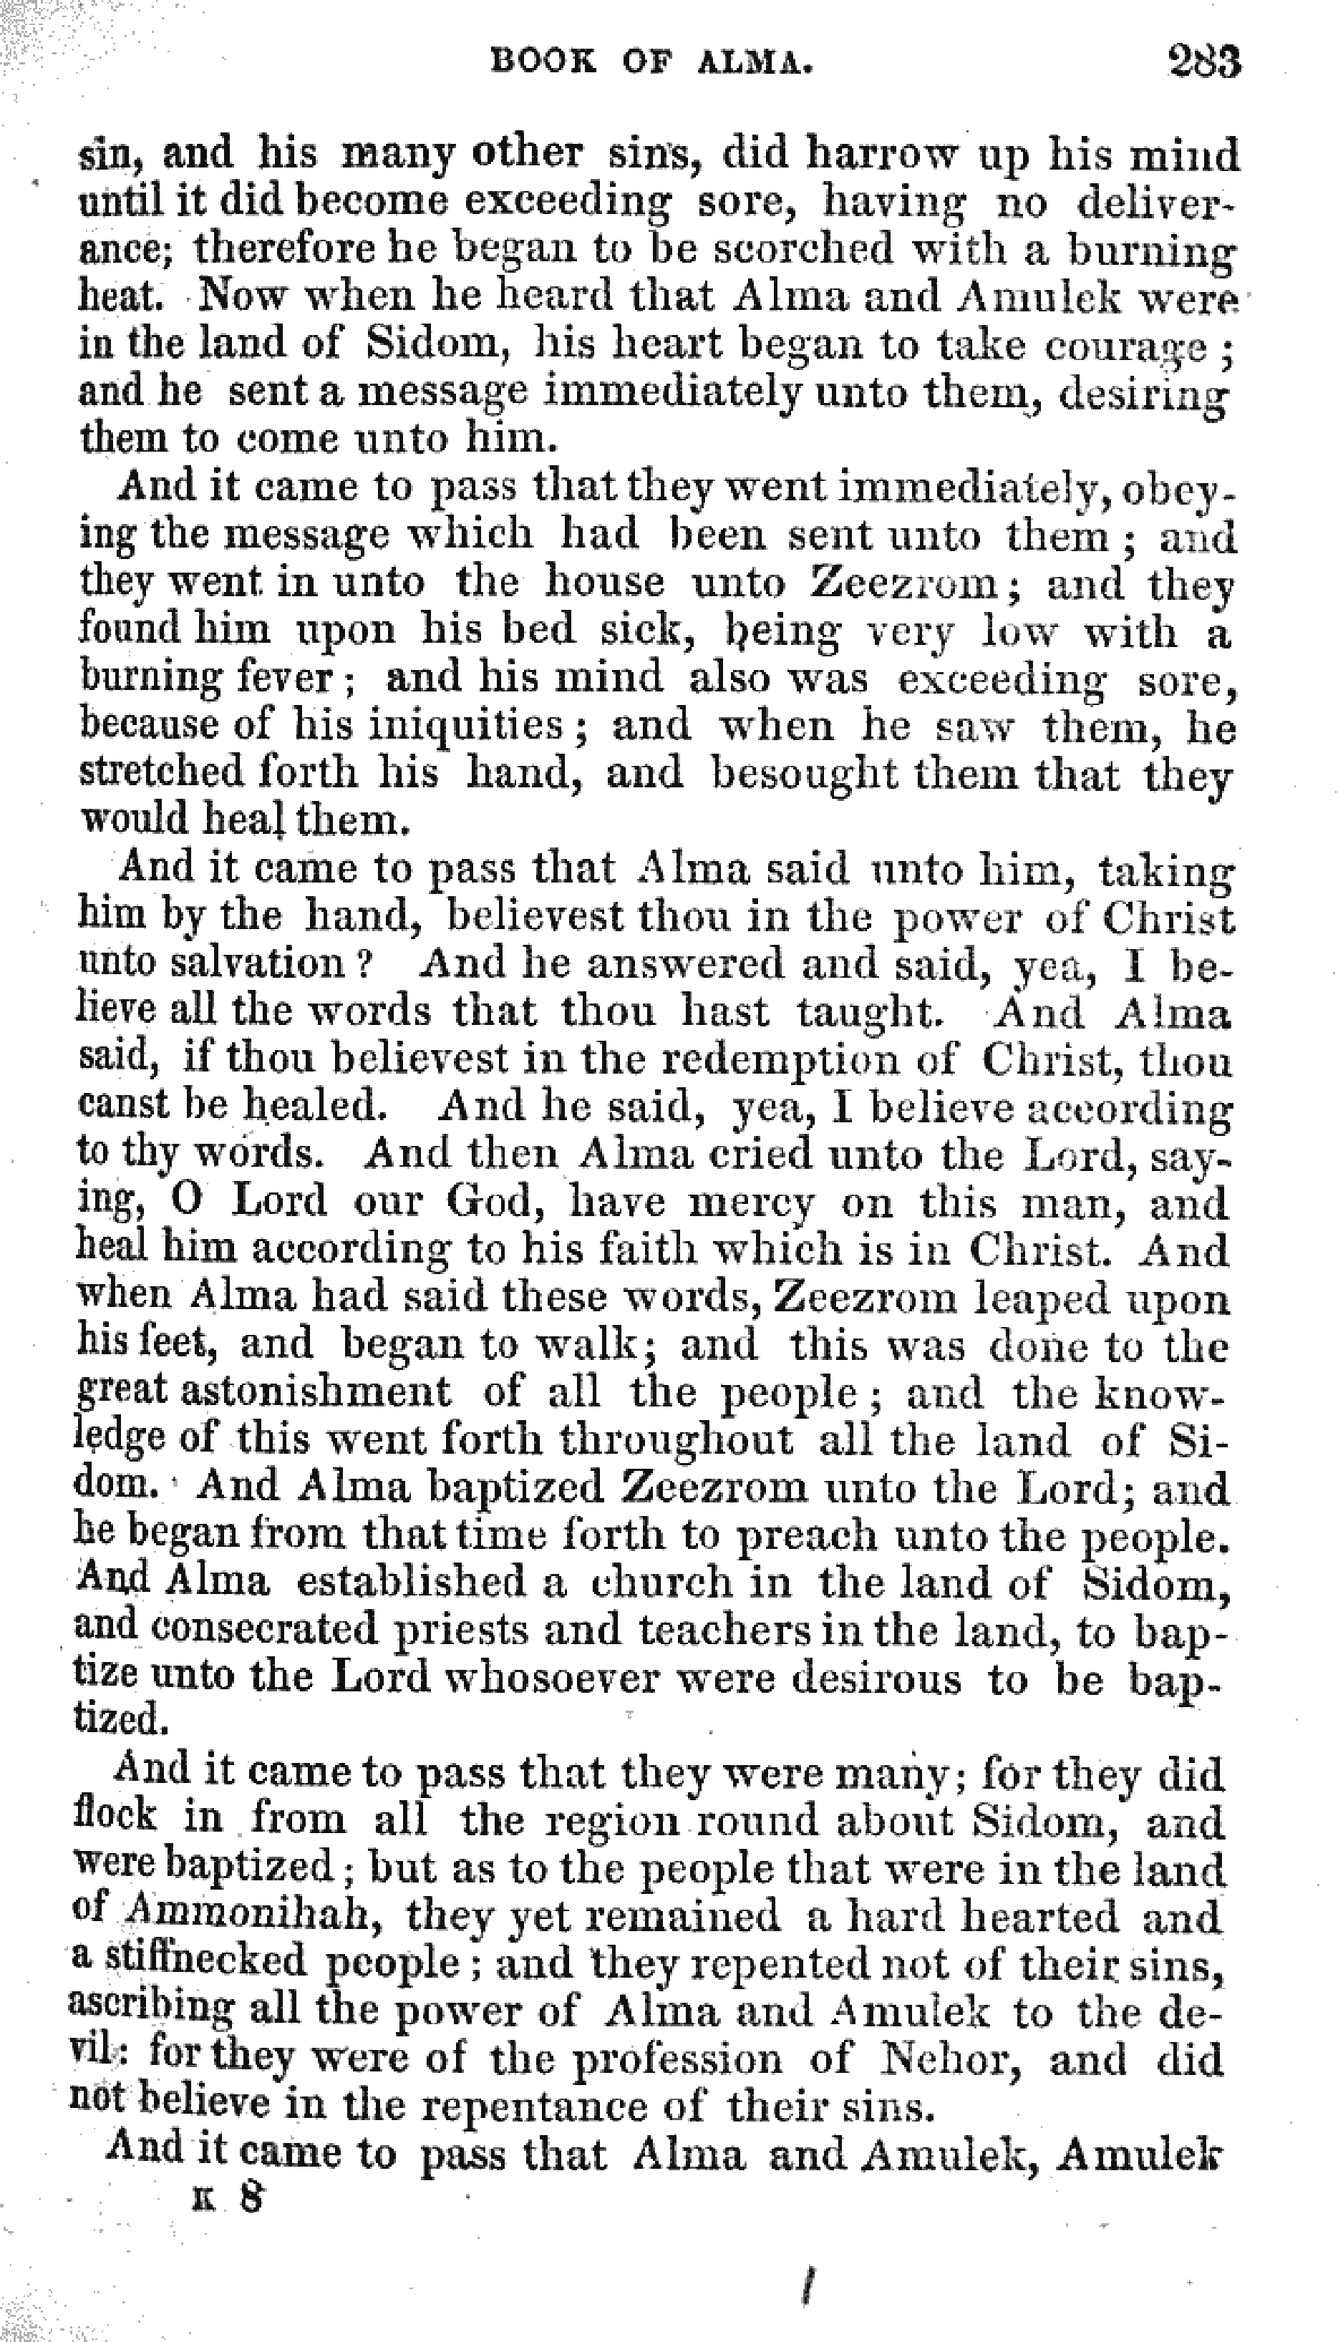 BOOK OF ALMA. 283
sin, and his many other sins, did harrow up his mind
until it did become exceeding sore, having no deliver-
ance; therefore he began to be scorched with a burning
heat. Now when he heard that Alma and Amulek were
in the land of Sidom, his heart began to take courage;
and he sent a message immediately unto them, desiring
them to come unto him.
And it came to pass that they went immediately, obey-
ing the message which had been sent unto them; and
they went in unto the house unto Zeezrom; and they
found him upon his bed sick, being very low with a
burning fever; and his mind also was exceeding sore,
because of his iniquities; and when he saw them, he
stretched forth his hand, and besought them that they
would heal them.
And it came to pass that Alma said unto him, taking
him by the hand, believest thou in the power of Christ
unto salvation? And he answered and said, yea, I be-
lieve all the words that thou hast taught. And Alma
said, if thou believest in the redemption of Christ, thou
canst be healed. And he said, yea, I believe according
to thy words. And then Alma cried unto the Lord, say-
ing, O Lord our God, have mercy on this man, and
heal him according to his faith which is in Christ. And
when Alma had said these words, Zeezrom leaped upon
his feet, and began to walk; and this was done to the
great astonishment of all the people; and the know-
ledge of this went forth throughout all the land of Si-
dom. And Alma baptized Zeezrom unto the Lord; and
he began from that time forth to preach unto the people.
And Alma established a church in the land of Sidom,
and consecrated priests and teachers in the land, to bap-
tize unto the Lord whosoever were desirous to be bap-
tized.
And it came to pass that they were many; for they did
flock in from all the region round about Sidom, and
were baptized; but as to the people that were in the land
of Ammonihah, they yet remained a hard hearted and
a stiffnecked people; and they repented not of their sins,
ascribing all the power of Alma and Amulek to the de-
vil: for they were of the profession of Nehor, and did
not believe in the repentance of their sins.
And it came to pass that Alma and Amulek, Amulek
K 8